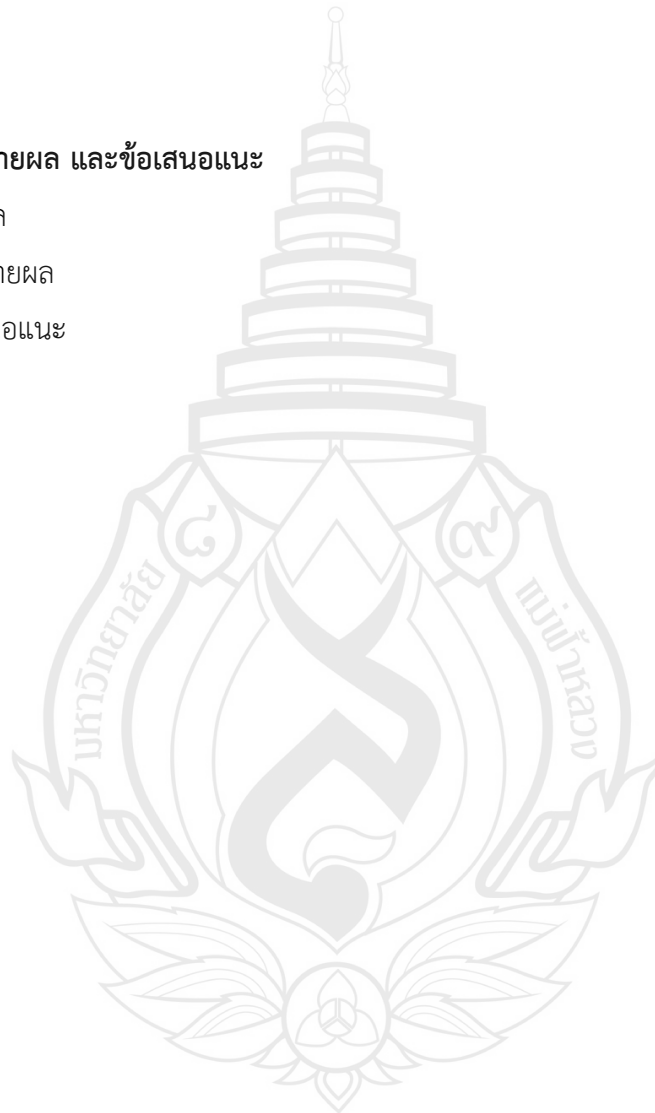 ายผล และข้อเสนอแนะ
ล
ายผล
อแนะ
๘ ๙
มหาวิทยาลัย แม่ฟ้าหลวง